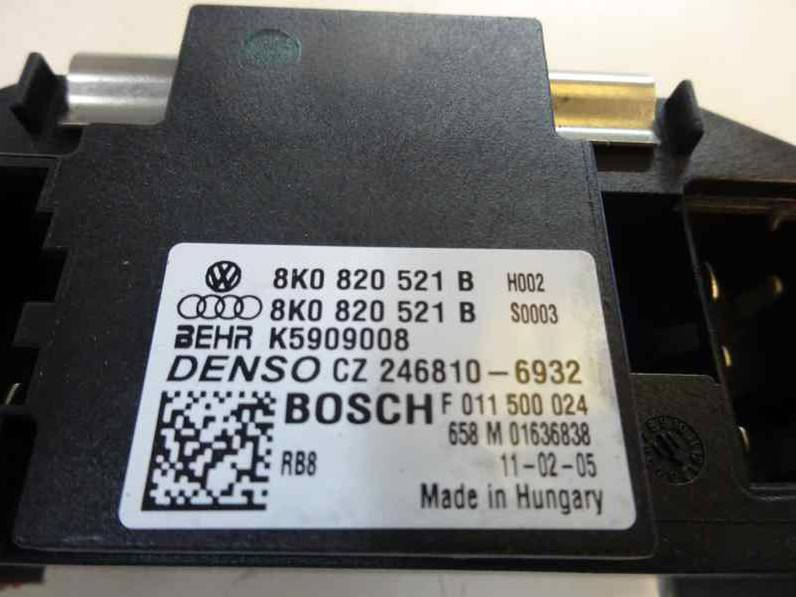 8K0 820 521 B H002
8K0 820 521 B S0003
BEHR K5909008
DENSO CZ 246810-6932
BOSCH F 011 500 024
658 M 01636838
RB8 11-02-05
Made in Hungary